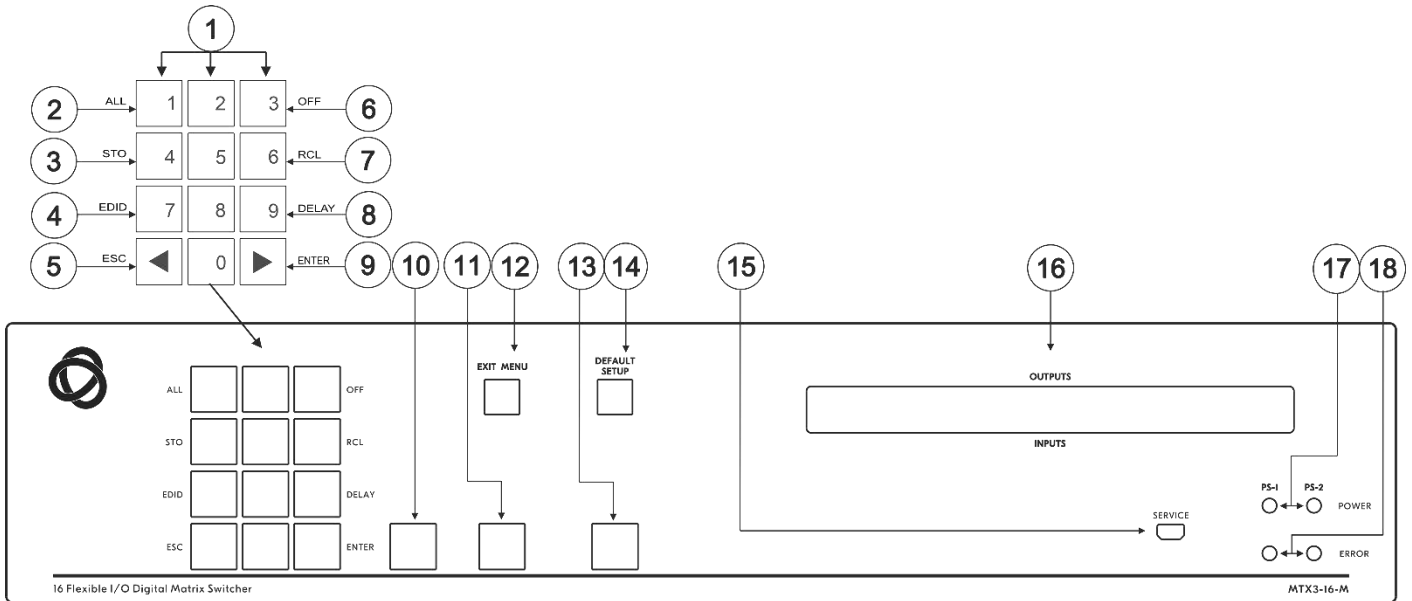 1
2 ALL 1 2 3 OFF 6
3 STO 4 5 6 RCL 7
4 EDID 7 8 9 DELAY 8
5 ESC 0 ENTER 9 10 11 12 13 14 15 16 17 18
EXIT MENU
DEFAULT
SETUP
OUTPUTS
INPUTS
ALL OFF
STO RCL
EDID DELAY
ESC ENTER
SERVICE
PS-1 PS-2 POWER
ERROR
16 Flexible I/O Digital Matrix Switcher MTX3-16-M